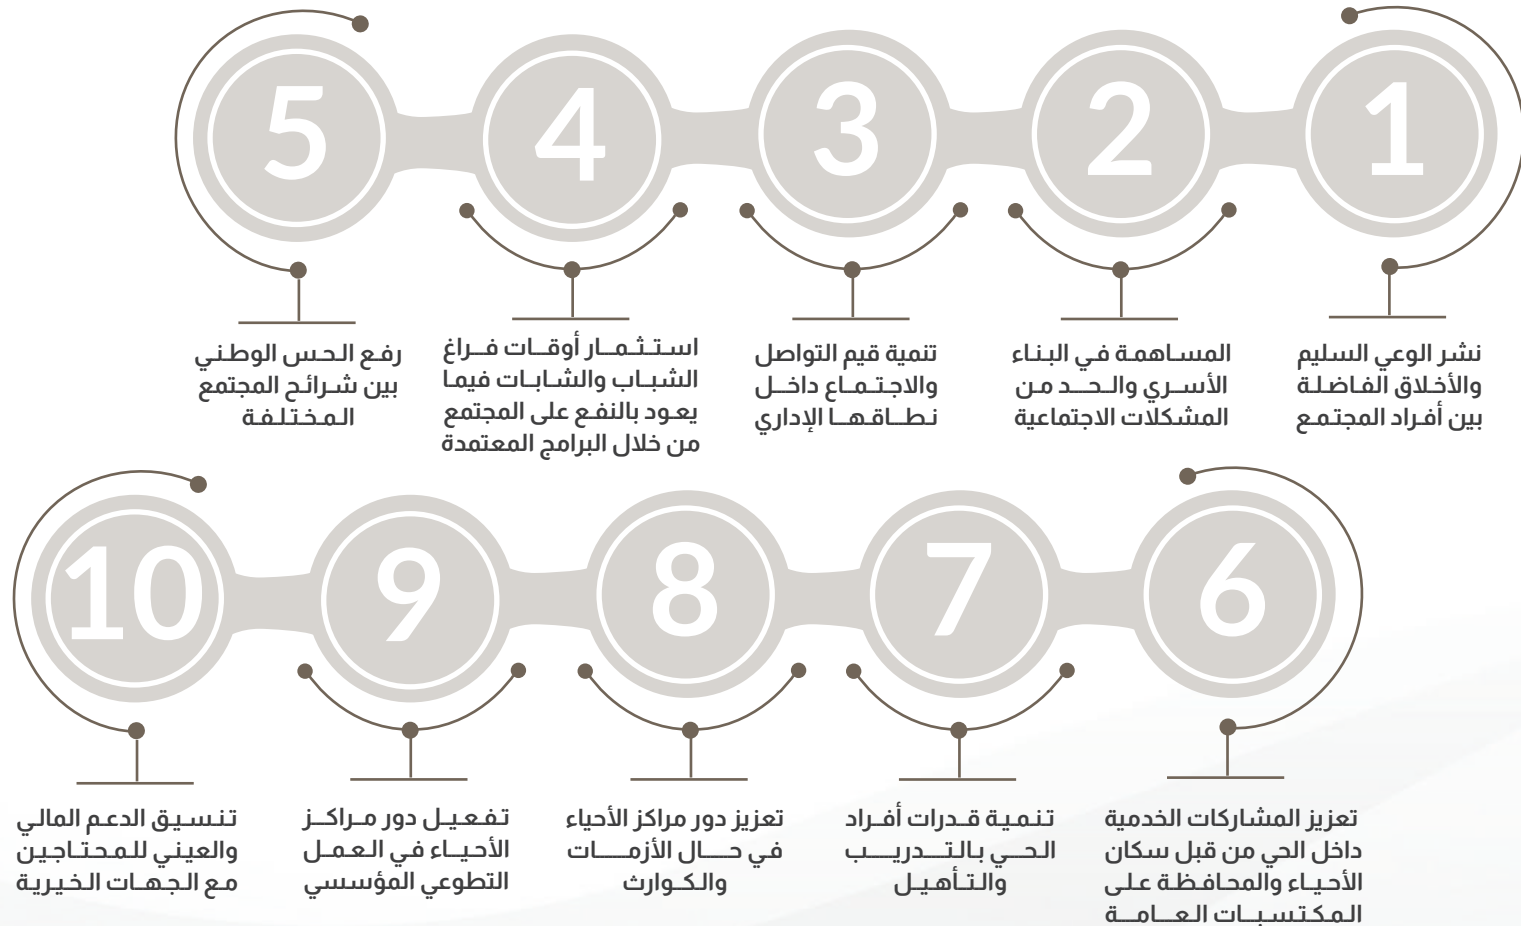 1
نشر الوعي السليم
والأخلاق الفاضلة
بين أفراد المجتمع
2
المساهمة في البناء
الأسري والحد من
المشكلات الاجتماعية
3
تنمية قيم التواصل
والاجتماع داخل
نطاقها الإداري
4
استثمار أوقات فراغ
الشباب والشابات فيما
يعود بالنفع على المجتمع
من خلال البرامج المعتمدة
5
رفع الحس الوطني
بين شرائح المجتمع
المختلفة
6
تعزيز المشاركات الخدمية
داخل الحي من قبل سكان
الأحياء والمحافظة على
المكتسبات العامة
7
تنمية قدرات أفراد
الحي بالتدريب
والتأهيل
8
تعزيز دور مراكز الأحياء
في حال الأزمات
والكوارث
9
تفعيل دور مراكز
الأحياء في العمل
التطوعي المؤسسي
10
تنسيق الدعم المالي
والعيني للمحتاجين
مع الجهات الخيرية